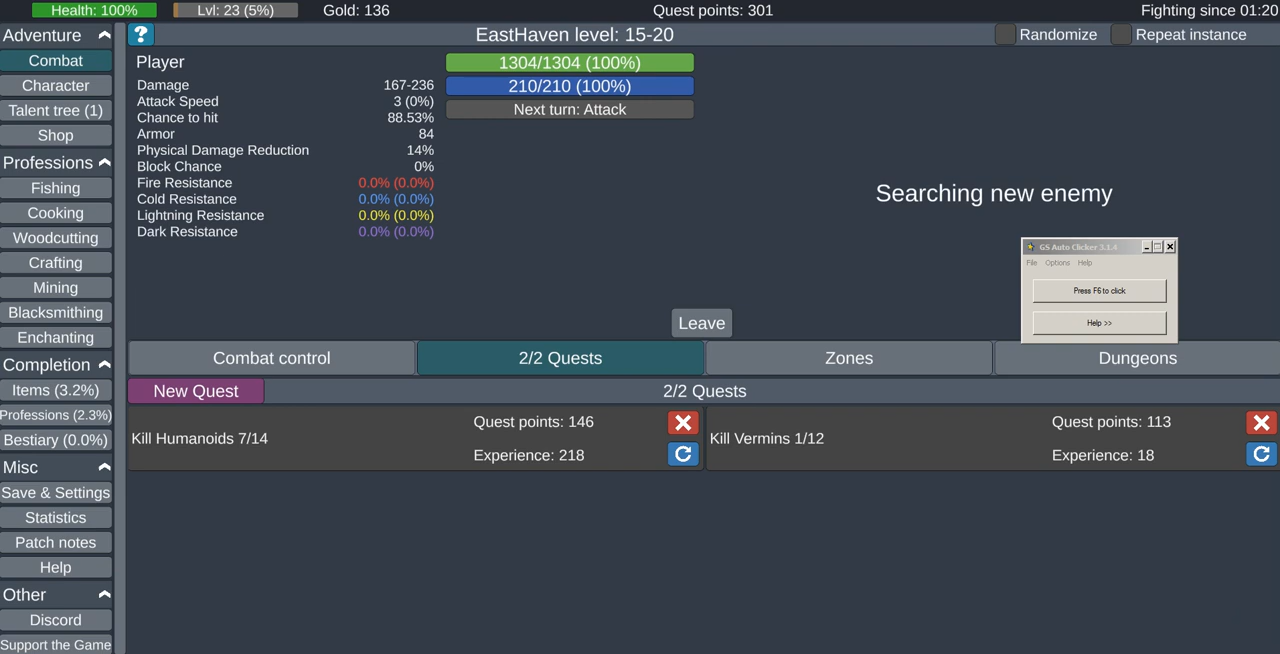 Health: 100%
Lvl: 23 (5%)
Gold: 136
Quest points: 301
Fighting since 01:20
Adventure
Combat
Character
Talent tree (1)
Shop
Professions
Fishing
Cooking
Woodcutting
Crafting
Mining
Blacksmithing
Enchanting
Completion
Items (3.2%)
Professions (2.3%)
Bestiary (0.0%)
Misc
Save & Settings
Statistics
Patch notes
Help
Other
Discord
Support the Game
?
EastHaven level: 15-20
Randomize
Repeat instance
Player
Damage 167-236
Attack Speed 3 (0%)
Chance to hit 88.53%
Armor 84
Physical Damage Reduction 14%
Block Chance 0%
Fire Resistance 0.0% (0.0%)
Cold Resistance 0.0% (0.0%)
Lightning Resistance 0.0% (0.0%)
Dark Resistance 0.0% (0.0%)
1304/1304 (100%)
210/210 (100%)
Next turn: Attack
Searching new enemy
GS Auto Clicker 3.1.4
File Options Help
Press F6 to click
Help >>
Leave
Combat control
2/2 Quests
Zones
Dungeons
New Quest
2/2 Quests
Kill Humanoids 7/14
Quest points: 146
Experience: 218
Kill Vermins 1/12
Quest points: 113
Experience: 18